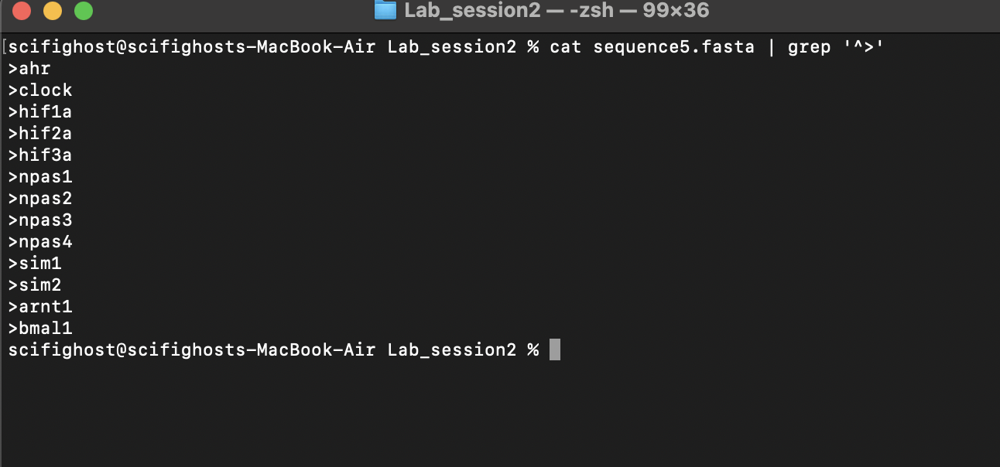 Lab_session2 — -zsh — 99×36
[scifighost@scifighosts-MacBook-Air Lab_session2 % cat sequence5.fasta | grep '^>'
>ahr
>clock
>hif1a
>hif2a
>hif3a
>npas1
>npas2
>npas3
>npas4
>sim1
>sim2
>arnt1
>bmal1
scifighost@scifighosts-MacBook-Air Lab_session2 %